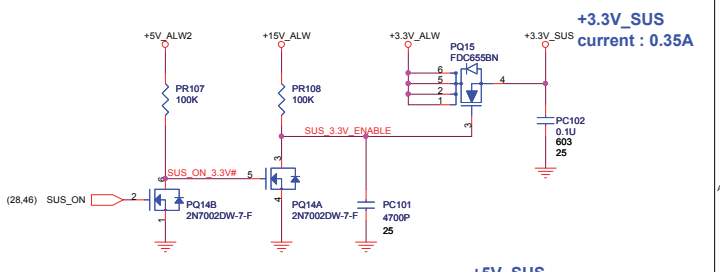 +3.3V_SUS
current : 0.35A
+5V_ALW2
+15V_ALW
+3.3V_ALW
+3.3V_SUS
PQ15
FDC655BN
6
5
2
1
4
3
PR107
100K
PR108
100K
PC102
0.1U
603
25
SUS_3.3V_ENABLE
SUS_ON_3.3V#
6
5
3
4
(28,46)
SUS_ON
2
1
PQ14B
2N7002DW-7-F
PQ14A
2N7002DW-7-F
PC101
4700P
25
A
+5V_SUS